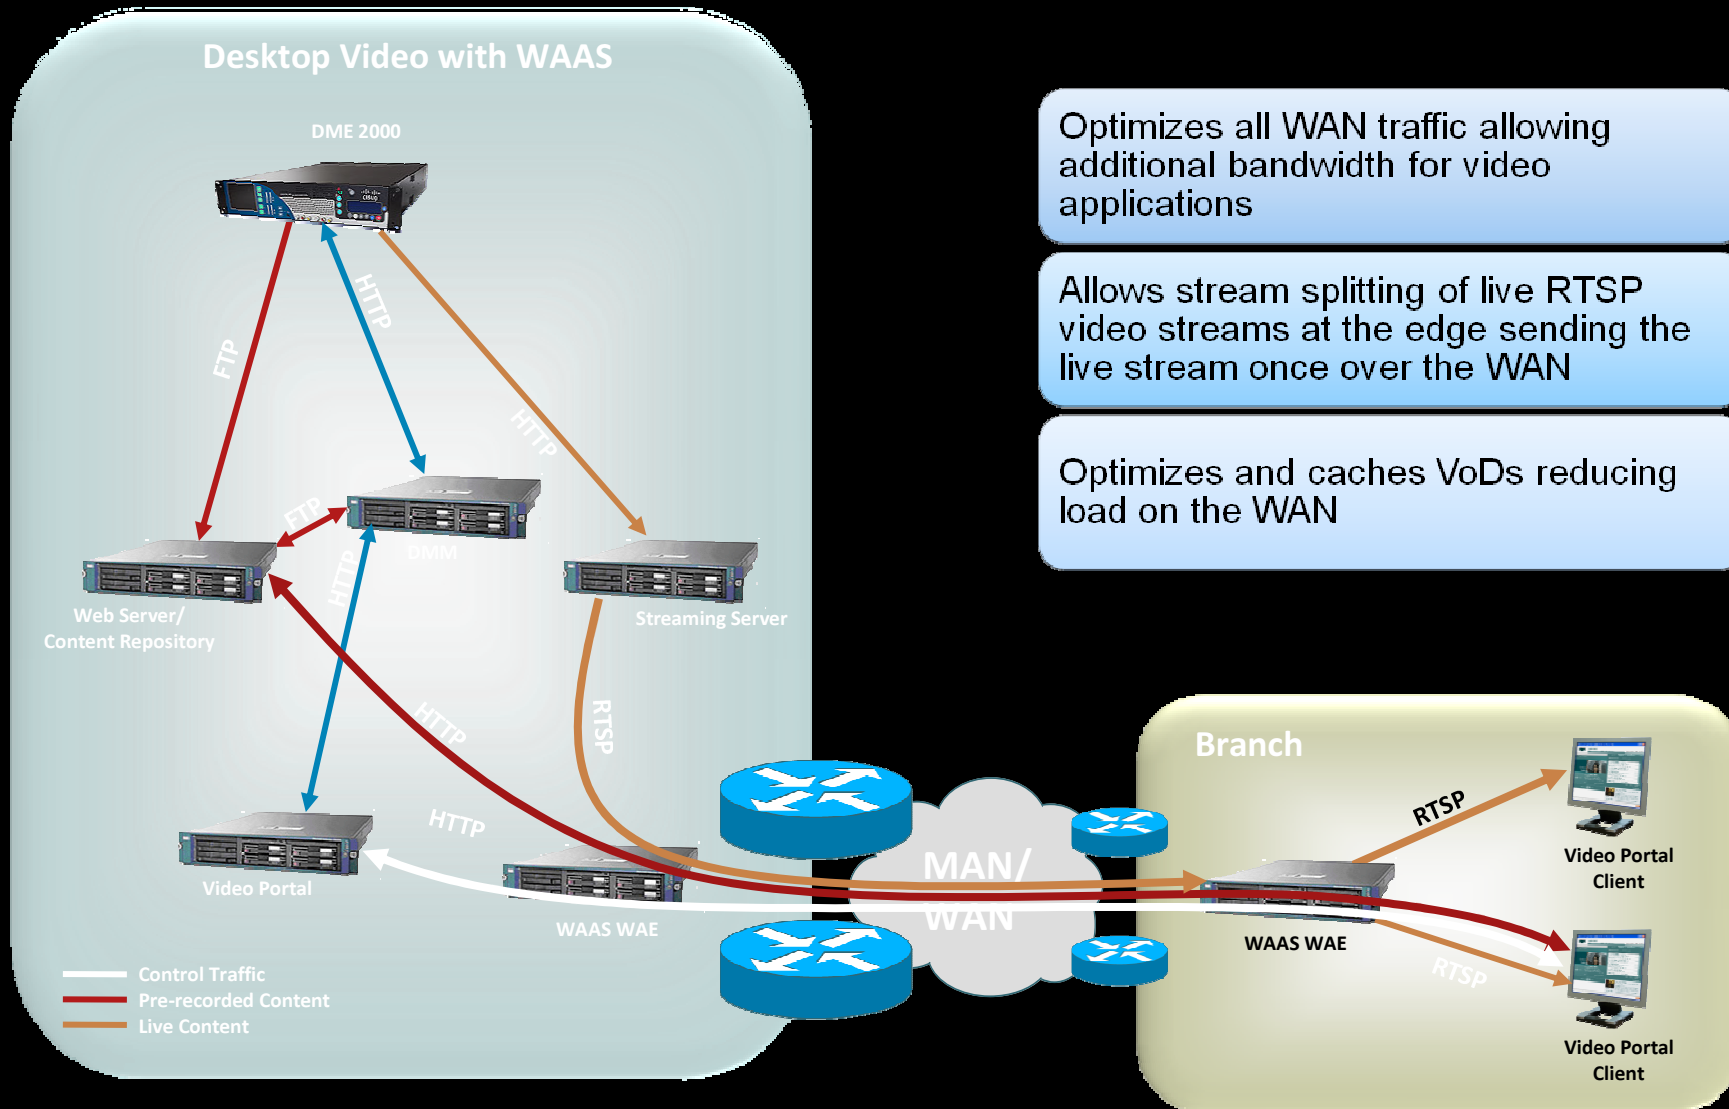 Desktop Video with WAAS
DME 2000
CISCO
Optimizes all WAN traffic allowing
additional bandwidth for video
applications
Allows stream splitting of live RTSP
video streams at the edge sending the
live stream once over the WAN
Optimizes and caches VoDs reducing
load on the WAN
HTTP
FTP
HTTP
FTP
DMM
HTTP
Web Server/
Content Repository
Streaming Server
HTTP
RTSP
HTTP
Video Portal
WAAS WAE
MAN/
WAN
Branch
RTSP
Video Portal
Client
WAAS WAE
RTSP
Video Portal
Client
Control Traffic
Pre-recorded Content
Live Content